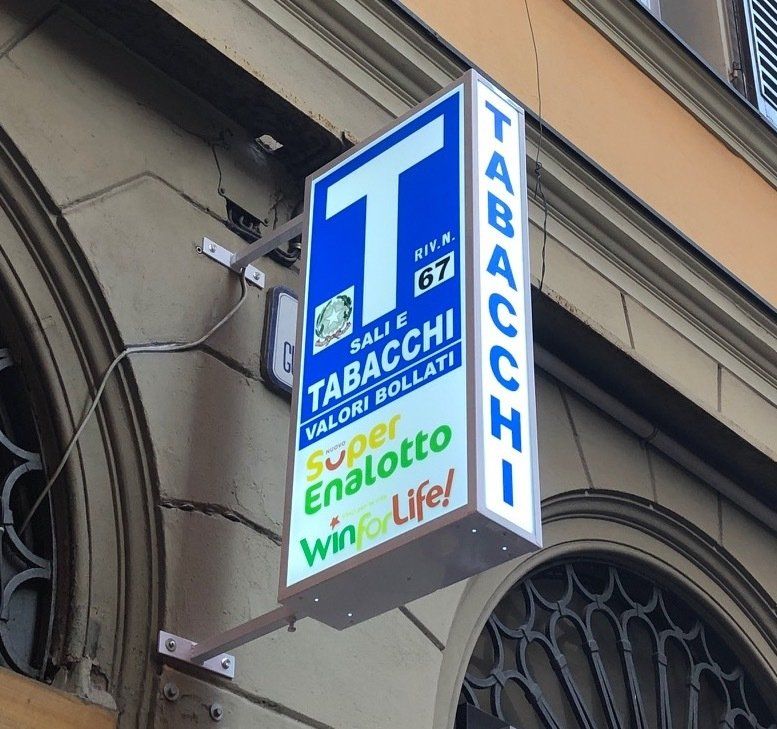 T
RIV.N.
67
SALI E
TABACCHI
VALORI BOLLATI
NUOVO
Super
Enalotto
WinforLife!
TABACCHI